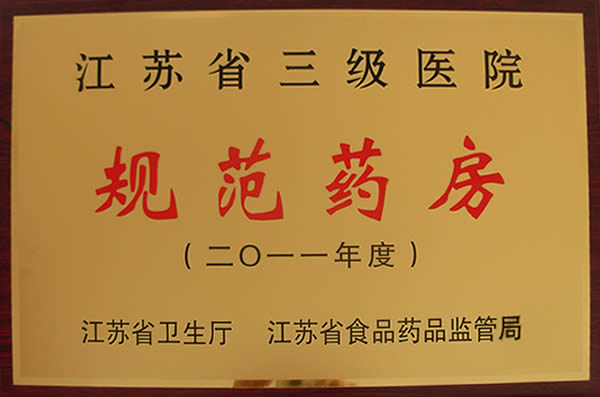 江苏省三级医院
规范药房
(二〇一一年度)
江苏省卫生厅 江苏省食品药品监管局